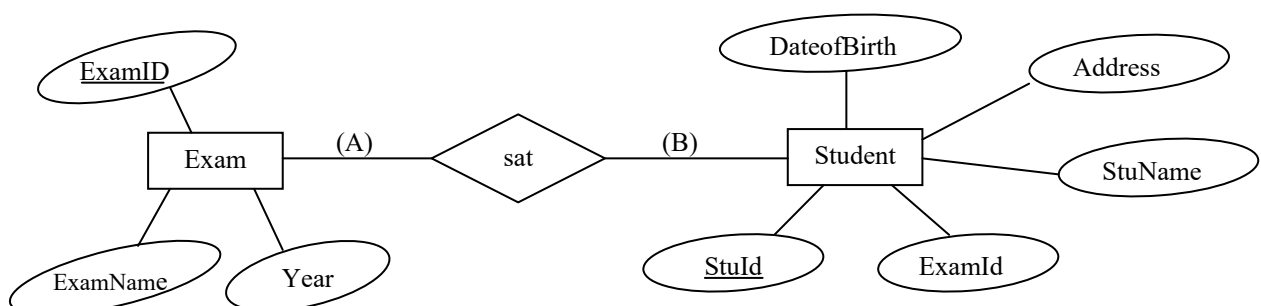 DateofBirth
ExamID
Address
(A)
(B)
Exam
sat
Student
StuName
StuId
ExamId
ExamName
Year